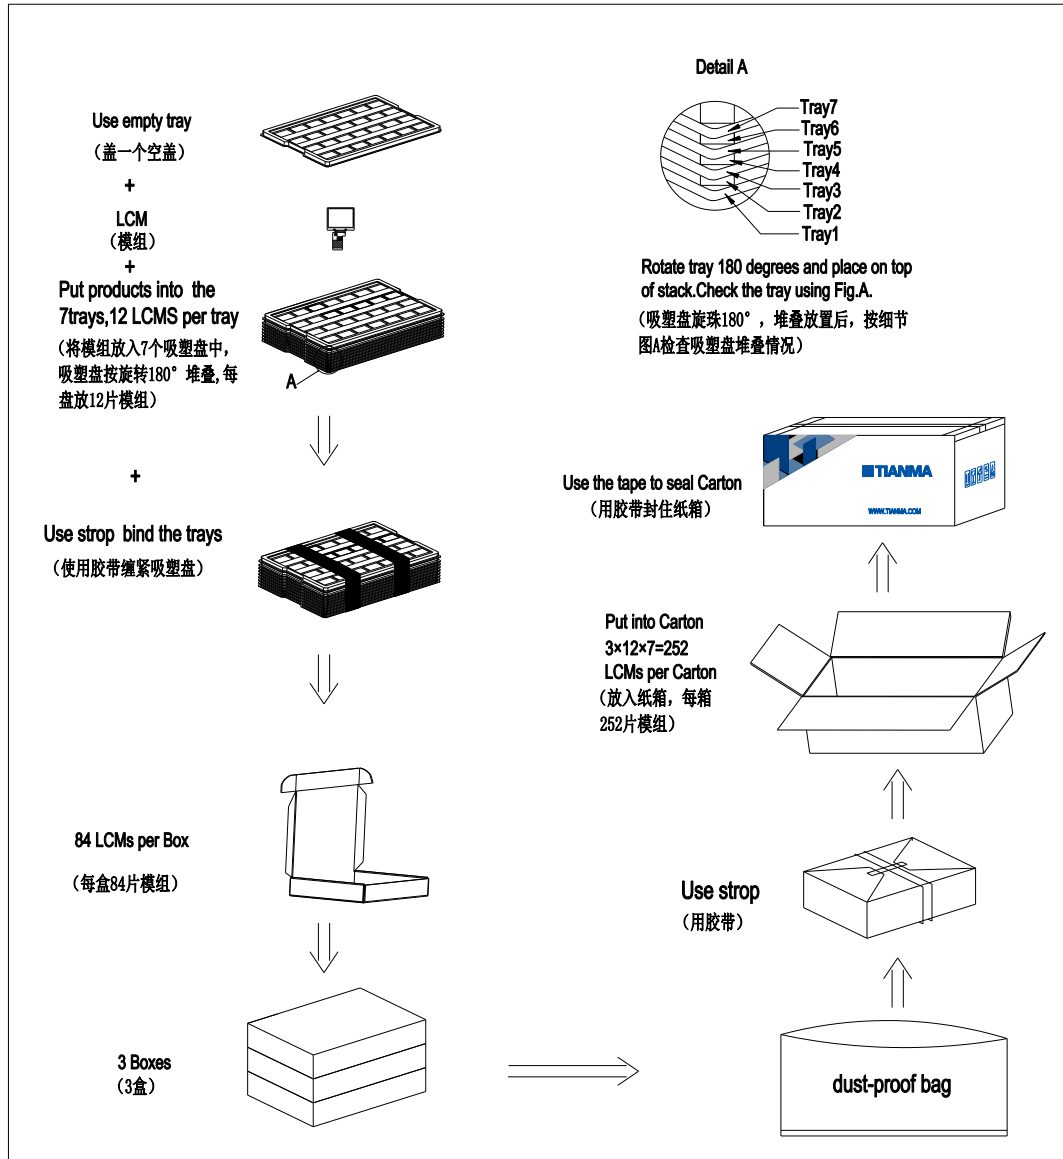 Use empty tray
（盖一个空盖）
+
LCM
（模组）
+
Put products into the
7trays,12 LCMS per tray
（将模组放入7个吸塑盘中，
吸塑盘按旋转180°堆叠,每
盘放12片模组）
A
+
Use strop bind the trays
（使用胶带缠紧吸塑盘）
84 LCMs per Box
（每盒84片模组）
3 Boxes
（3盒）
Detail A
Tray7
Tray6
Tray5
Tray4
Tray3
Tray2
Tray1
Rotate tray 180 degrees and place on top
of stack.Check the tray using Fig.A.
（吸塑盘旋珠180°，堆叠放置后，按细节
图A检查吸塑盘堆叠情况）
Use the tape to seal Carton
（用胶带封住纸箱）
TIANMA
WWW.TIANMA.COM
Put into Carton
3×12×7=252
LCMs per Carton
（放入纸箱，每箱
252片模组）
Use strop
（用胶带）
dust-proof bag